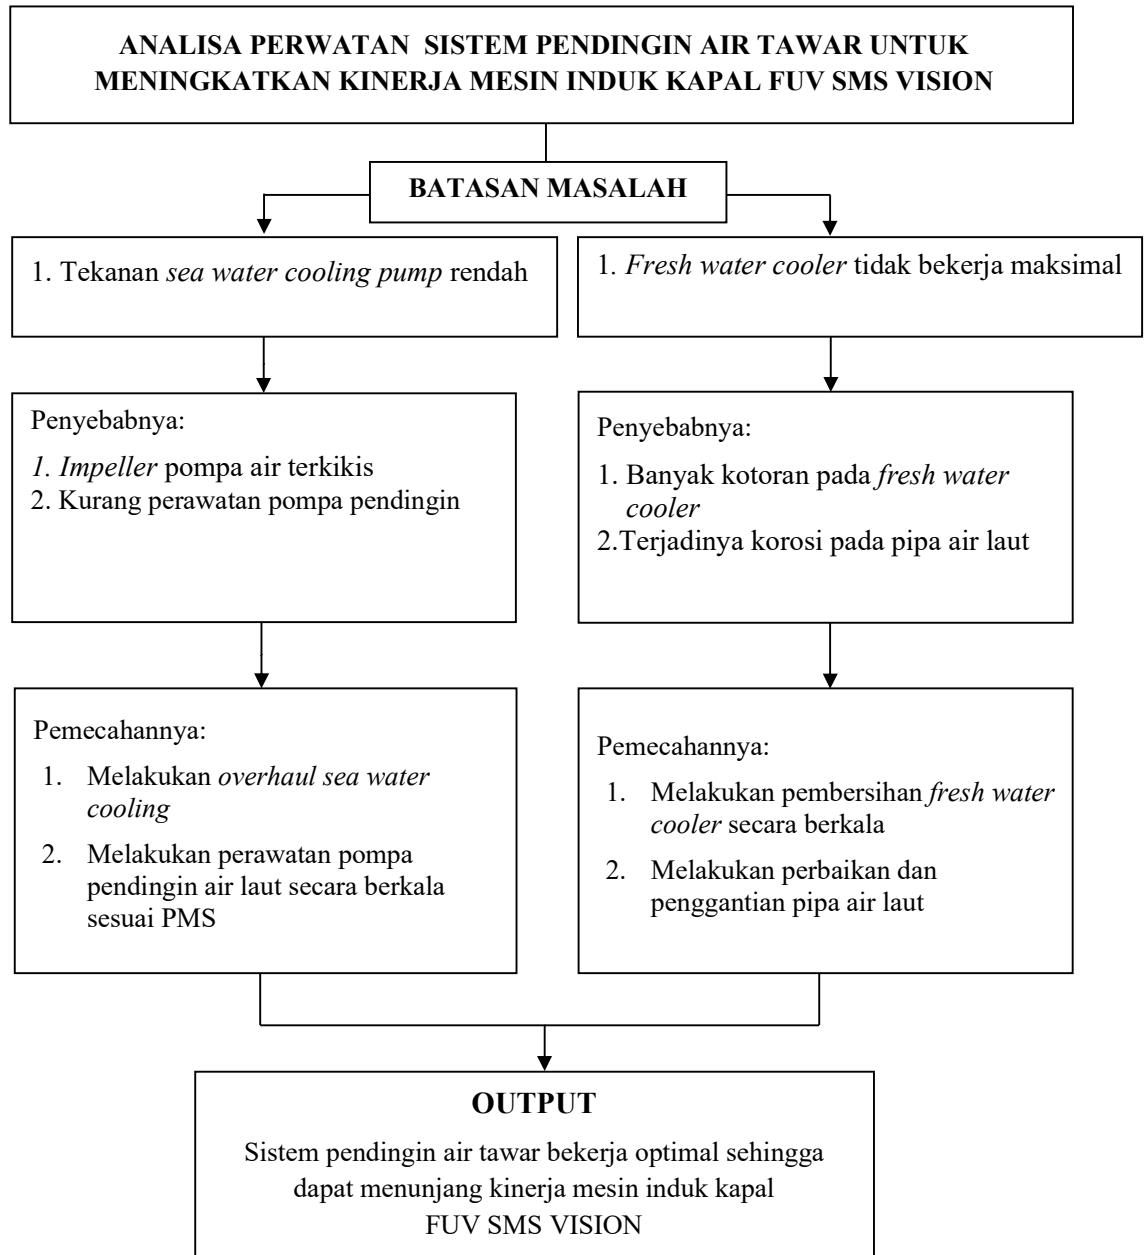 ANALISA PERWATAN SISTEM PENDINGIN AIR TAWAR UNTUK
MENINGKATKAN KINERJA MESIN INDUK KAPAL FUV SMS VISION
BATASAN MASALAH
1. Tekanan sea water cooling pump rendah
1. Fresh water cooler tidak bekerja maksimal
Penyebabnya:
1. Impeller pompa air terkikis
2. Kurang perawatan pompa pendingin
Penyebabnya:
1. Banyak kotoran pada fresh water
cooler
2.Terjadinya korosi pada pipa air laut
Pemecahannya:
1. Melakukan overhaul sea water
cooling
2. Melakukan perawatan pompa
pendingin air laut secara berkala
sesuai PMS
Pemecahannya:
1. Melakukan pembersihan fresh water
cooler secara berkala
2. Melakukan perbaikan dan
penggantian pipa air laut
OUTPUT
Sistem pendingin air tawar bekerja optimal sehingga
dapat menunjang kinerja mesin induk kapal
FUV SMS VISION